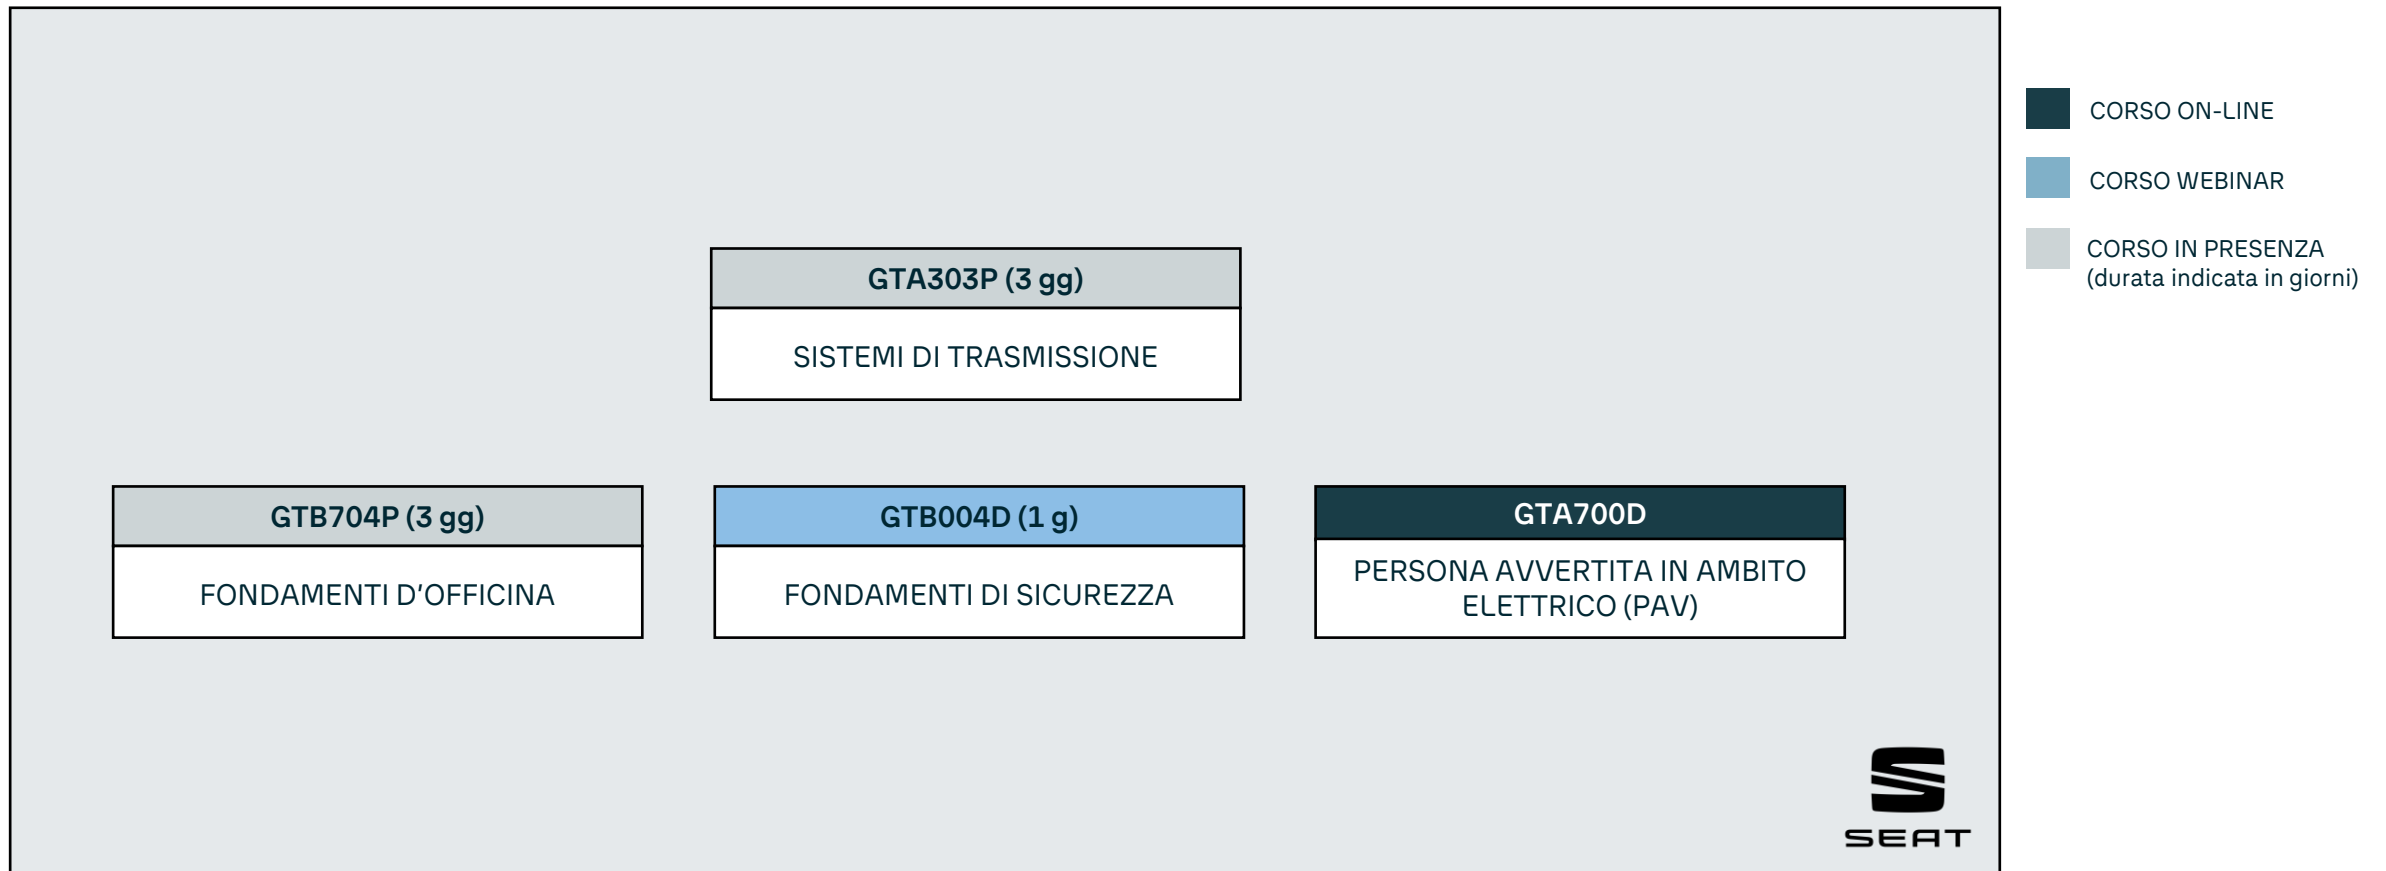 CORSO ON-LINE
CORSO WEBINAR
CORSO IN PRESENZA
(durata indicata in giorni)
GTA303P (3 gg)
SISTEMI DI TRASMISSIONE
GTB704P (3 gg)
FONDAMENTI D'OFFICINA
GTB004D (1 g)
FONDAMENTI DI SICUREZZA
GTA700D
PERSONA AVVERTITA IN AMBITO
ELETTRICO (PAV)
SEAT